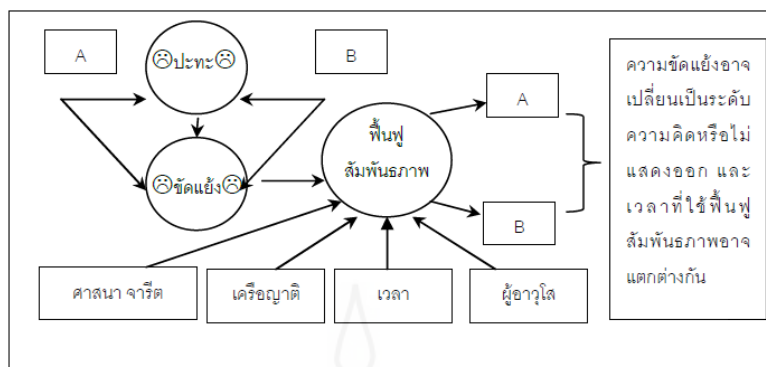 A
☹ปะทะ☹
B
☹ขัดแย้ง☹
ฟื้นฟู
สัมพันธภาพ
A
B
ความขัดแย้งอาจ
เปลี่ยนเป็นระดับ
ความคิดหรือไม่
แสดงออก และ
เวลาที่ใช้ฟื้นฟู
สัมพันธภาพอาจ
แตกต่างกัน
ศาสนา จารีต
เครือญาติ
เวลา
ผู้อาวุโส